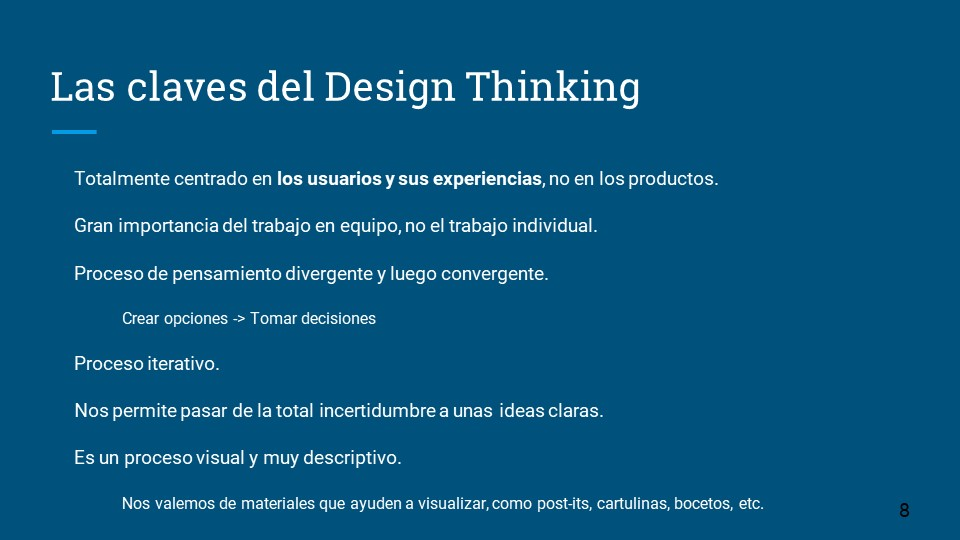 Las claves del Design Thinking
Totalmente centrado en los usuarios y sus experiencias, no en los productos.
Gran importancia del trabajo en equipo, no el trabajo individual.
Proceso de pensamiento divergente y luego convergente.
Crear opciones -> Tomar decisiones
Proceso iterativo.
Nos permite pasar de la total incertidumbre a unas ideas claras.
Es un proceso visual y muy descriptivo.
Nos valemos de materiales que ayuden a visualizar, como post-its, cartulinas, bocetos, etc.
8